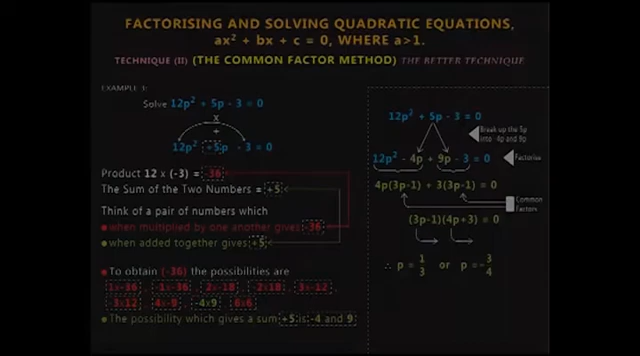 FACTORISING AND SOLVING QUADRATIC EQUATIONS,
ax² + bx + c = 0, WHERE a>1.
TECHNIQUE (II) (THE COMMON FACTOR METHOD) THE BETTER TECHNIQUE
EXAMPLE 3:
Solve 12p² + 5p - 3 = 0
x
+
12p² +5p - 3 = 0
Product 12 x (-3) = -36
The Sum of the Two Numbers = +5
Think of a pair of numbers which
when multiplied by one another gives -36
when added together gives +5
To obtain (-36) the possibilities are
1x-36 -1x-36 2x-18 -2x18 3x-12
-3x12 4x-9 -4x9 6x6
The possibility which gives a sum +5 is -4 and 9
12p² + 5p - 3 = 0
Break up the 5p
into -4p and 9p
12p² - 4p + 9p - 3 = 0
Factorise
4p(3p-1) + 3(3p-1) = 0
Common
Factors
(3p-1)(4p+3) = 0
∴ p = 1/3 or p = -3/4